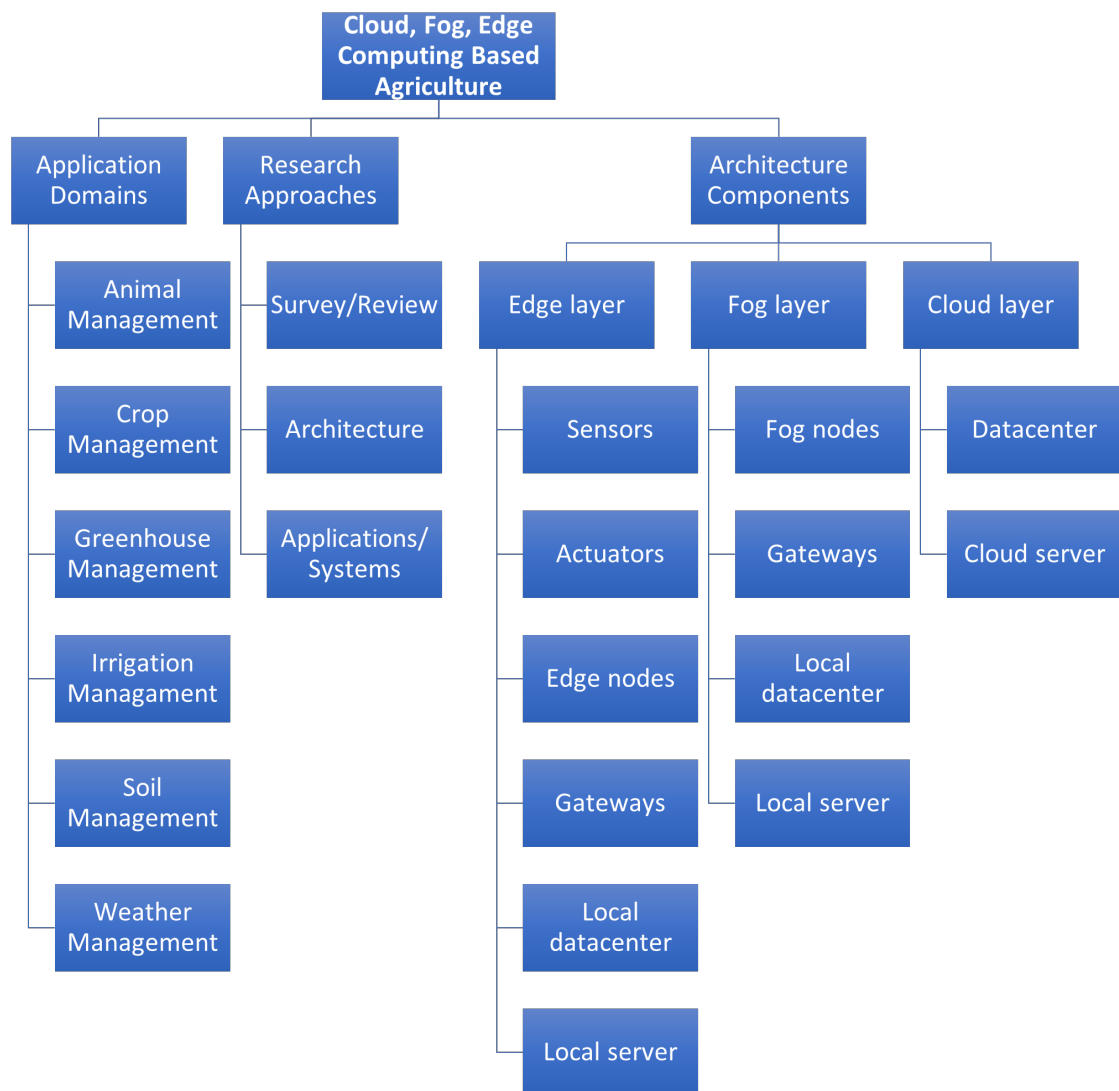 Cloud, Fog, Edge
Computing Based
Agriculture
Application
Domains
Research
Approaches
Architecture
Components
Animal
Management
Crop
Management
Greenhouse
Management
Irrigation
Managament
Soil
Management
Weather
Management
Survey/Review
Architecture
Applications/
Systems
Edge layer
Sensors
Actuators
Edge nodes
Gateways
Local
datacenter
Local server
Fog layer
Fog nodes
Gateways
Local
datacenter
Local server
Cloud layer
Datacenter
Cloud server